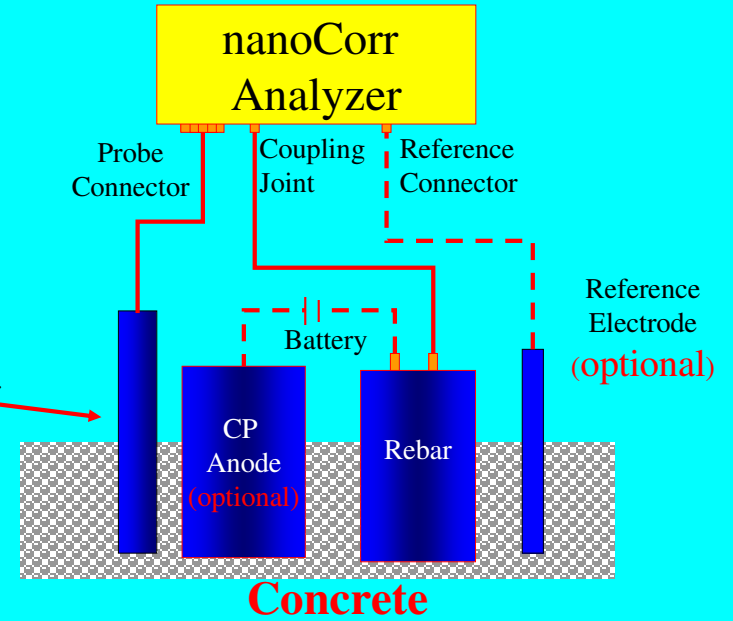 nanoCorr
Analyzer
Probe
Connector
Coupling
Joint
Reference
Connector
Reference
Electrode
(optional)
Battery
CP
Anode
(optional)
Rebar
Concrete